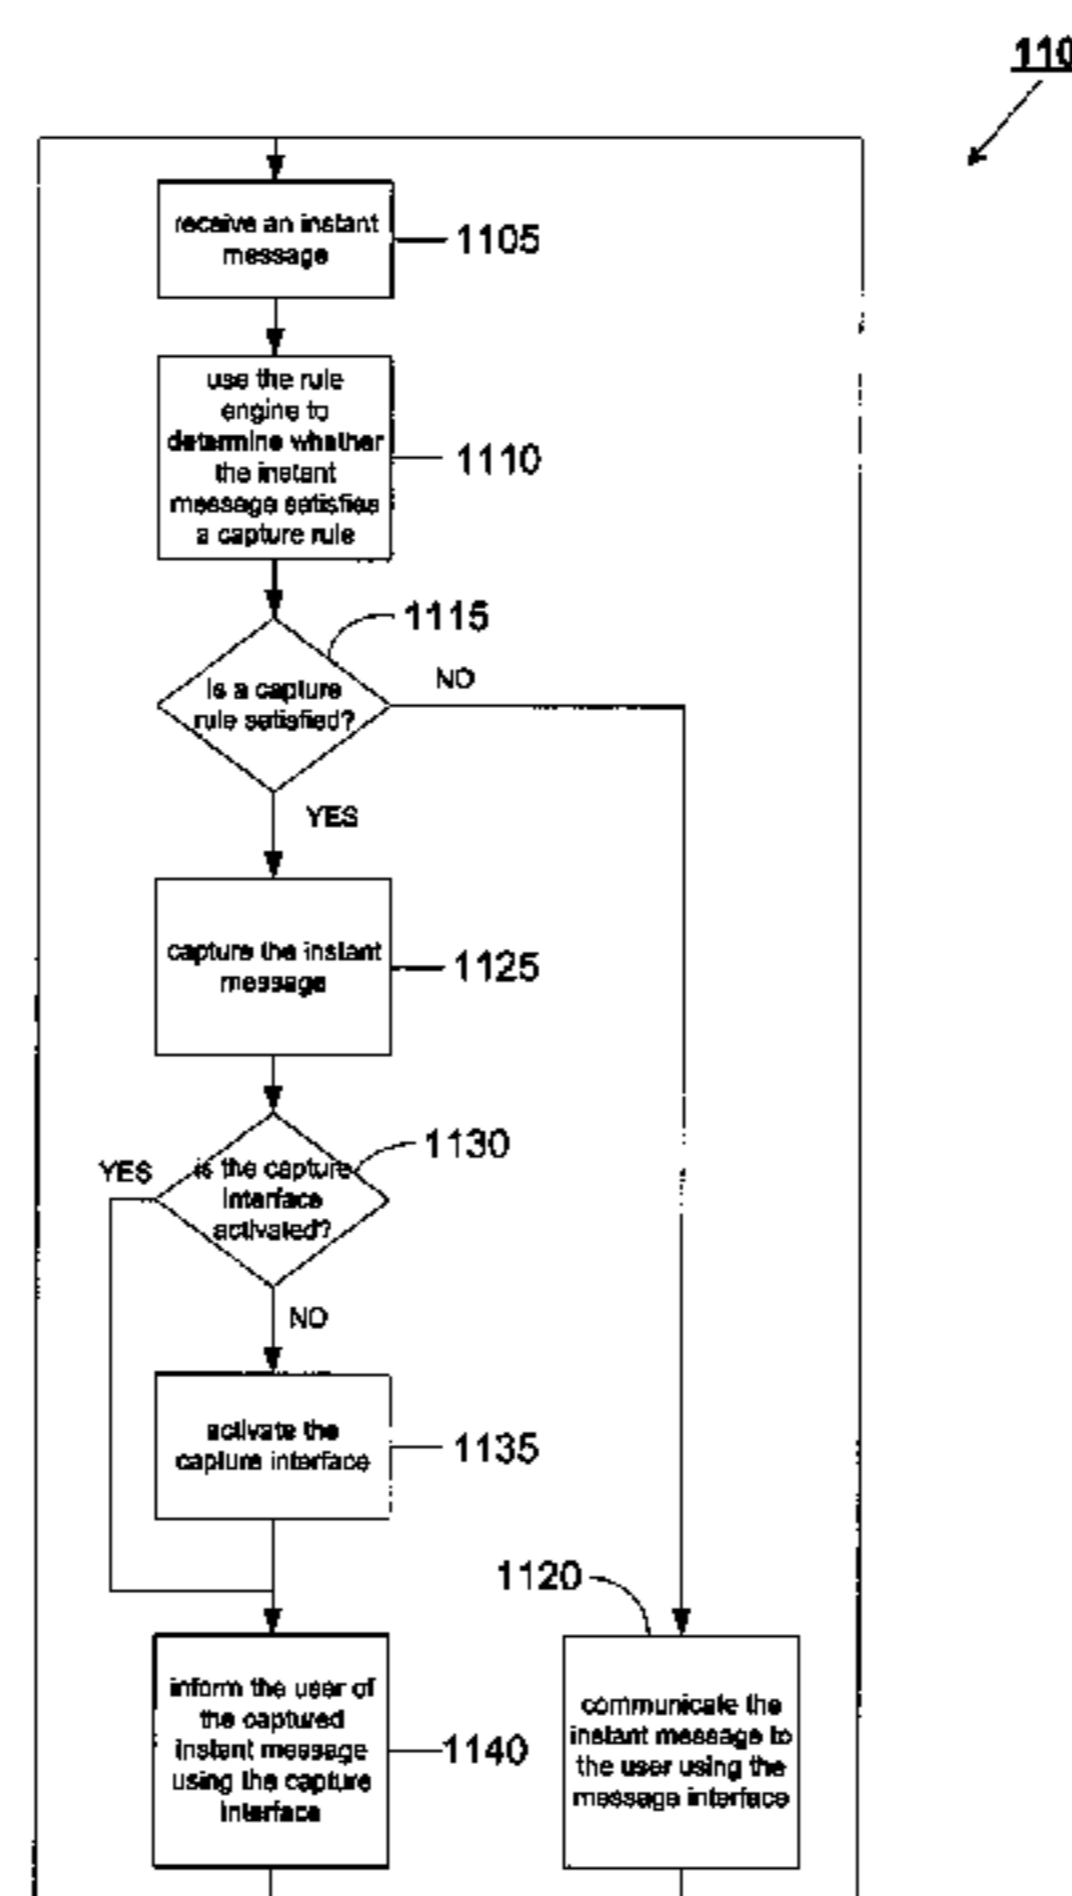 110
receive an instant
message
1105
use the rule
engine to
determine whether
the instant
message satisfies
a capture rule
1110
1115
is a capture
rule satisfied?
NO
YES
capture the instant
message
1125
1130
YES
is the capture
interface
activated?
NO
activate the
capture interface
1135
1120
inform the user of
the captured
instant message
using the capture
interface
1140
communicate the
instant message to
the user using the
message interface